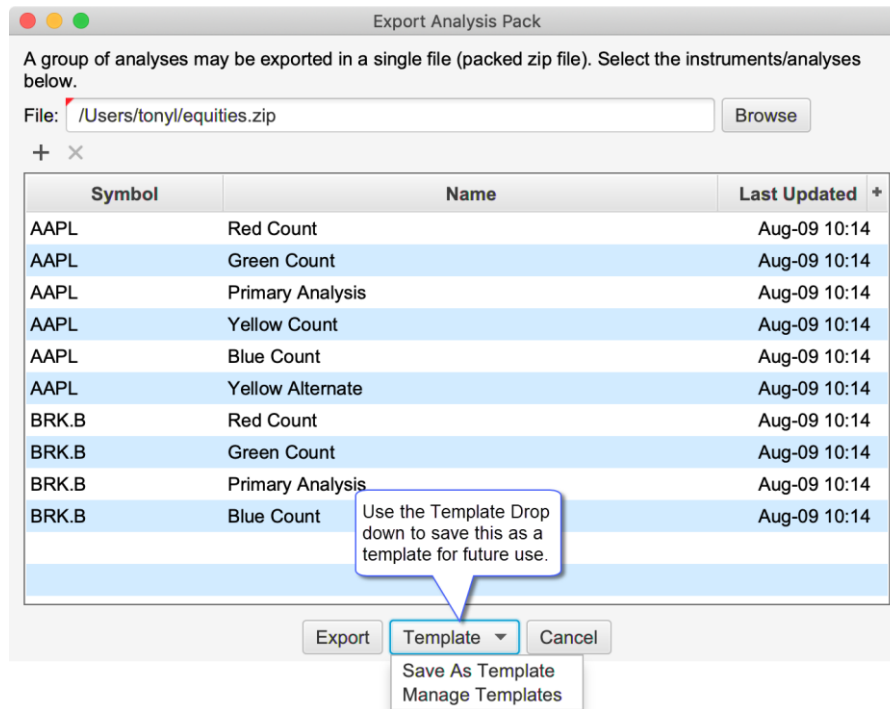 Export Analysis Pack
A group of analyses may be exported in a single file (packed zip file). Select the instruments/analyses
below.
File: /Users/tonyl/equities.zip Browse
+ ×
Symbol Name Last Updated +
AAPL Red Count Aug-09 10:14
AAPL Green Count Aug-09 10:14
AAPL Primary Analysis Aug-09 10:14
AAPL Yellow Count Aug-09 10:14
AAPL Blue Count Aug-09 10:14
AAPL Yellow Alternate Aug-09 10:14
BRK.B Red Count Aug-09 10:14
BRK.B Green Count Aug-09 10:14
BRK.B Primary Analysis Aug-09 10:14
BRK.B Blue Count Aug-09 10:14
Use the Template Drop
down to save this as a
template for future use.
Export Template Cancel
Save As Template
Manage Templates